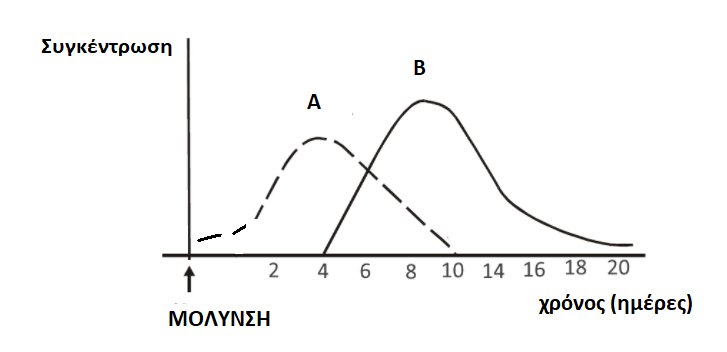 Συγκέντρωση
B
A
2 4 6 8 10 14 16 18 20
χρόνος (ημέρες)
ΜΟΛΥΝΣΗ